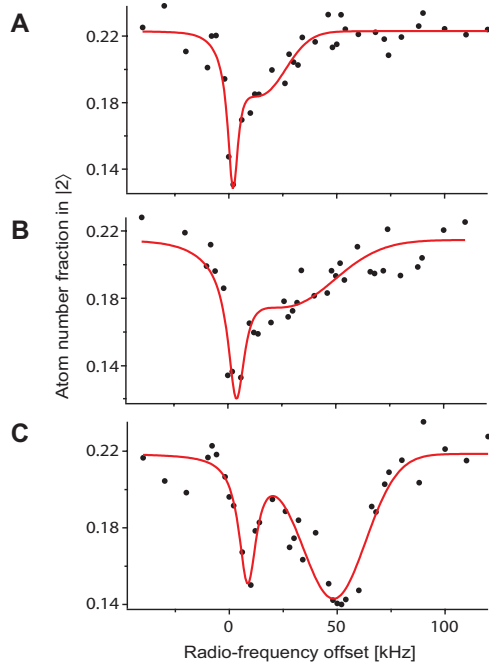 A
0.22
0.18
0.14
B
0.22
0.18
0.14
Atom number fraction in |2⟩
C
0.22
0.18
0.14
0
50
100
Radio-frequency offset [kHz]